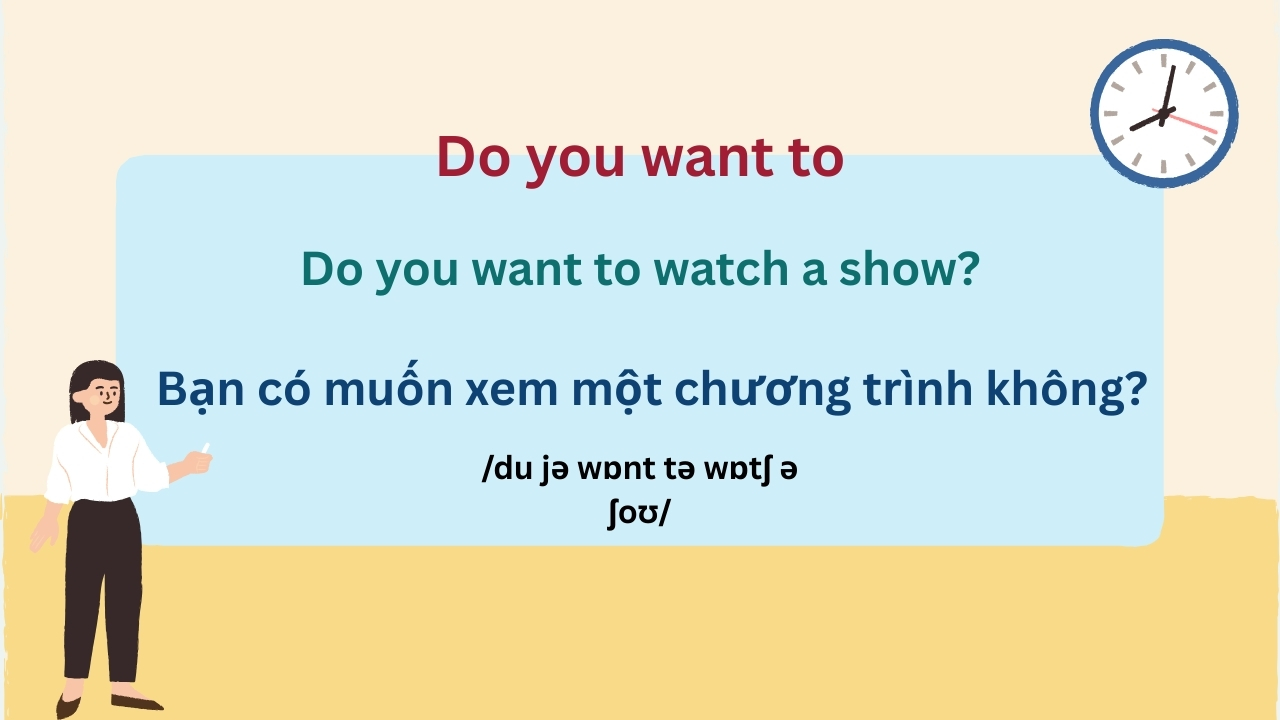 Do you want to
Do you want to watch a show?
Bạn có muốn xem một chương trình không?
/du jə wɒnt tə wɒtʃ ə
ʃoʊ/